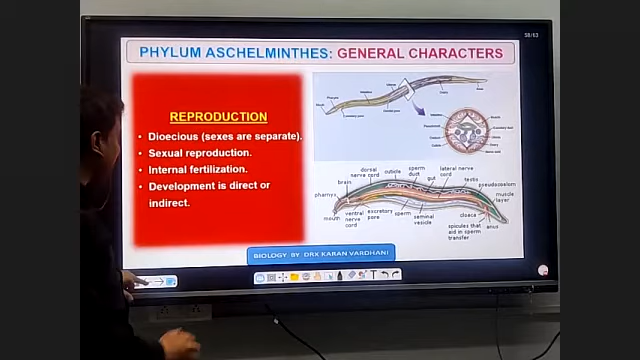 58/63
PHYLUM ASCHELMINTHES: GENERAL CHARACTERS
REPRODUCTION
• Dioecious (sexes are separate).
• Sexual reproduction.
• Internal fertilization.
• Development is direct or
indirect.
dorsal
nerve cord
cuticle
sperm
duct
gut
lateral nerve
cord
testis
pseudocoelom
muscle
layer
brain
pharynx
mouth
ventral
nerve
cord
excretory
pore
sperm
seminal
vesicle
cloaca
spicules that
aid in sperm
transfer
anus
BIOLOGY BY DRX KARAN VARDHANI